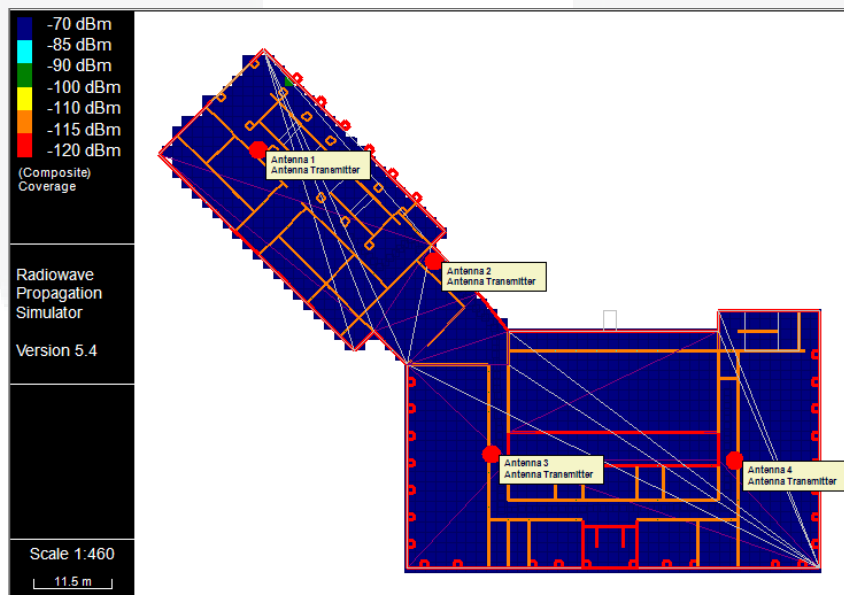 -70 dBm
-85 dBm
-90 dBm
-100 dBm
-110 dBm
-115 dBm
-120 dBm
(Composite)
Coverage
Radiowave
Propagation
Simulator
Version 5.4
Scale 1:460
11.5 m
Antenna 1
Antenna Transmitter
Antenna 2
Antenna Transmitter
Antenna 3
Antenna Transmitter
Antenna 4
Antenna Transmitter